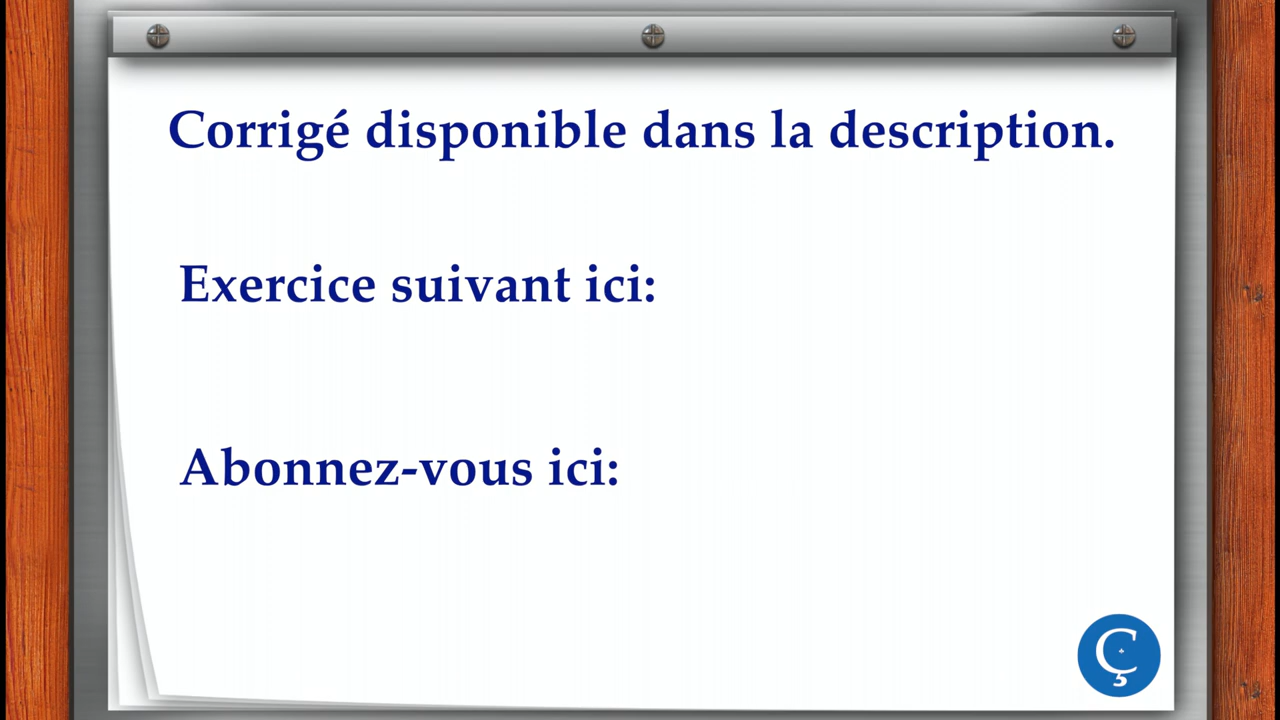 Corrigé disponible dans la description.
Exercice suivant ici:
Abonnez-vous ici:
Ç